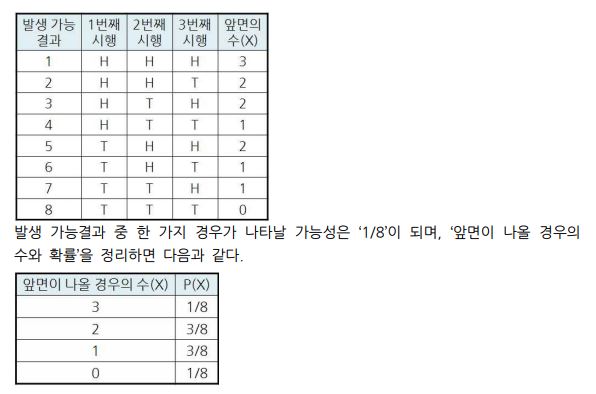 발생 가능 1번째 2번째 3번째 앞면의
결과 시행 시행 시행 수(X)
1 H H H 3
2 H H T 2
3 H T H 2
4 H T T 1
5 T H H 2
6 T H T 1
7 T T H 1
8 T T T 0
발생 가능결과 중 한 가지 경우가 나타날 가능성은 ‘1/8’이 되며, ‘앞면이 나올 경우의
수와 확률’을 정리하면 다음과 같다.
앞면이 나올 경우의 수(X) P(X)
3 1/8
2 3/8
1 3/8
0 1/8